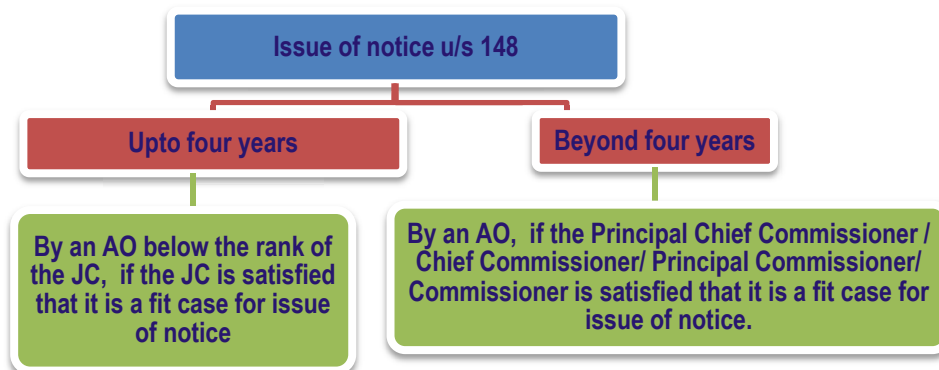 Issue of notice u/s 148
Upto four years
Beyond four years
By an AO below the rank of
the JC, if the JC is satisfied
that it is a fit case for issue
of notice
By an AO, if the Principal Chief Commissioner /
Chief Commissioner/ Principal Commissioner/
Commissioner is satisfied that it is a fit case for
issue of notice.